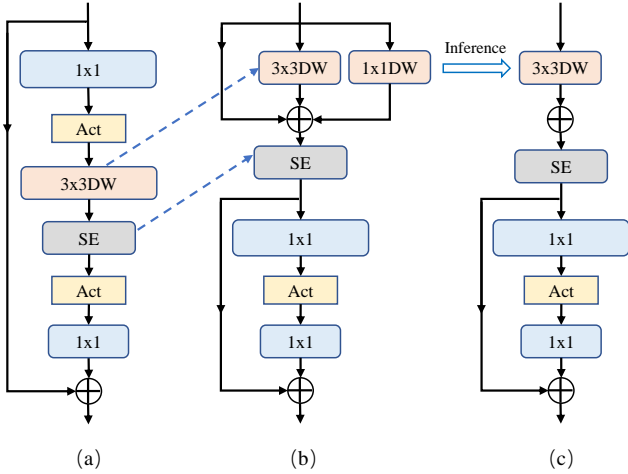 1x1
Act
3x3DW
SE
Act
1x1
(a)
3x3DW
1x1DW
SE
1x1
Act
1x1
(b)
Inference
3x3DW
SE
1x1
Act
1x1
(c)